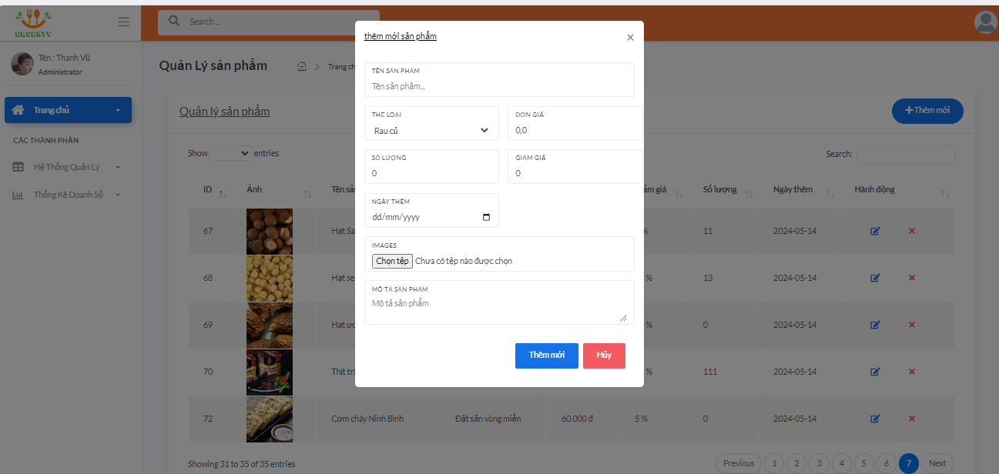 GREENTV
Search ...
Tên : Thanh Vũ
Administrator
Trang chủ
CÁC THÀNH PHẦN
Hệ Thống Quản Lý
Thống Kê Doanh Số
Quản Lý sản phẩm
Trang ch
Quản lý sản phẩm
+Thêm mới
Show entries
Search:
ID Ảnh Tên sả ảm giá Số lượng Ngày thêm Hành động
67 Hạt Sa % 11 2024-05-14
68 Hạt se % 13 2024-05-14
69 Hạt ươ % 0 2024-05-14
70 Thịt trâ % 111 2024-05-14
72 Cơm cháy Ninh Bình Đặt sản vùng miền 60.000 đ 5 % 0 2024-05-14
Showing 31 to 35 of 35 entries
Previous 1 2 3 4 5 6 7 Next
thêm mới sản phẩm
×
TÊN SẢN PHẨM
Tên sản phẩm...
THỂ LOẠI
Rau củ
ĐƠN GIÁ
0,0
SỐ LƯỢNG
0
GIẢM GIÁ
0
NGÀY THÊM
dd/mm/yyyy
IMAGES
Chọn tệp Chưa có tệp nào được chọn
MÔ TẢ SẢN PHẨM
Mô tả sản phẩm
Thêm mới
Hủy